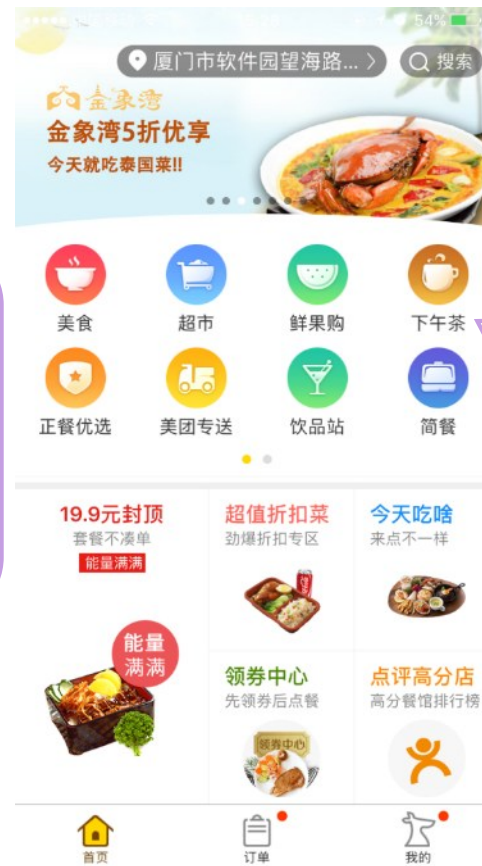 54%
厦门市软件园望海路...
搜索
金象湾
金象湾5折优享
今天就吃泰国菜!!
美食
超市
鲜果购
下午茶
正餐优选
美团专送
饮品站
简餐
19.9元封顶
套餐不凑单
能量满满
能量
满满
超值折扣菜
劲爆折扣专区
今天吃啥
来点不一样
领券中心
先领券后点餐
领券中心
点评高分店
高分餐馆排行榜
首页
订单
我的